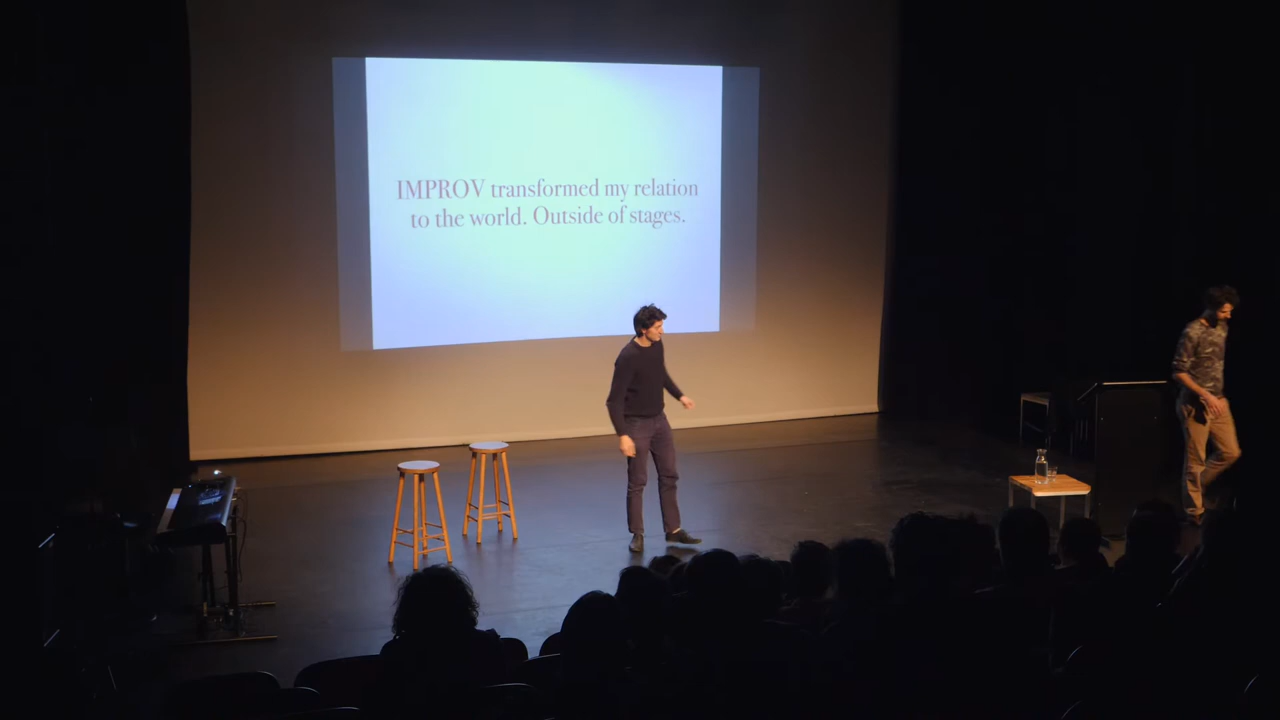 IMPROV transformed my relation
to the world. Outside of stages.